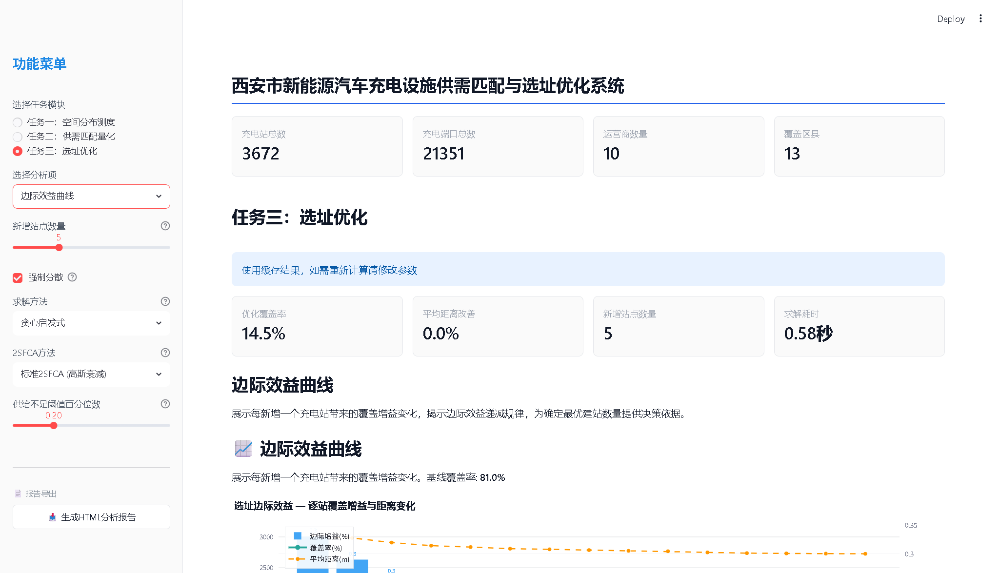 Deploy
功能菜单
选择任务模块
任务一：空间分布测度
任务二：供需匹配量化
任务三：选址优化
选择分析项
边际效益曲线
新增站点数量
5
强制分散
求解方法
贪心启发式
2SFCA方法
标准2SFCA (高斯衰减)
供给不足阈值百分位数
0.20
报告导出
生成HTML分析报告
西安市新能源汽车充电设施供需匹配与选址优化系统
充电站总数
3672
充电端口总数
21351
运营商数量
10
覆盖区县
13
任务三：选址优化
使用缓存结果，如需重新计算请修改参数
优化覆盖率
14.5%
平均距离改善
0.0%
新增站点数量
5
求解耗时
0.58秒
边际效益曲线
展示每新增一个充电站带来的覆盖增益变化，揭示边际效益递减规律，为确定最优建站数量提供决策依据。
边际效益曲线
展示每新增一个充电站带来的覆盖增益变化。基线覆盖率: 81.0%
选址边际效益 — 逐站覆盖增益与距离变化
3000
2500
边际增益(%)
覆盖率(%)
平均距离(m)
3
0.3
0.35
0.3